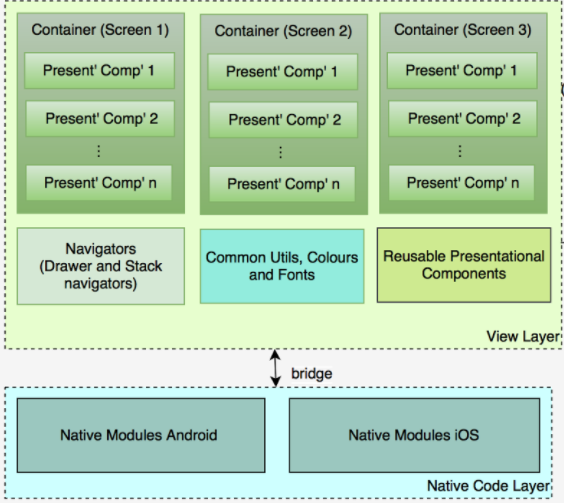 Container (Screen 1)
Present' Comp' 1
Present' Comp' 2
⋮
Present' Comp' n
Container (Screen 2)
Present' Comp' 1
Present' Comp' 2
⋮
Present' Comp' n
Container (Screen 3)
Present' Comp' 1
Present' Comp' 2
⋮
Present' Comp' n
Navigators
(Drawer and Stack
navigators)
Common Utils, Colours
and Fonts
Reusable Presentational
Components
View Layer
bridge
Native Modules Android
Native Modules iOS
Native Code Layer